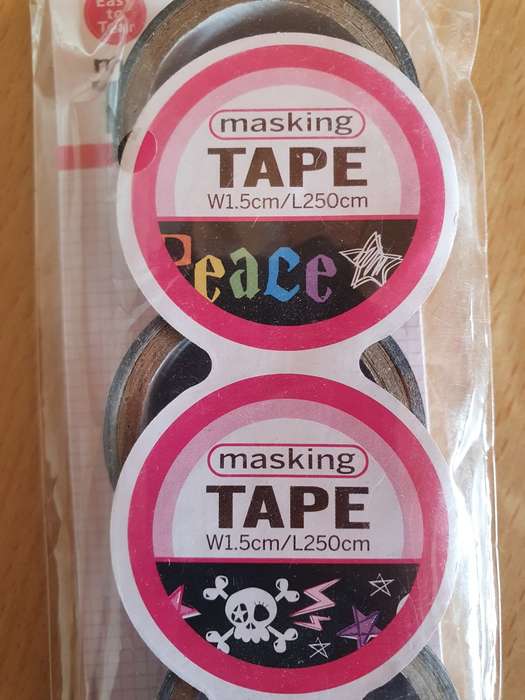 Easy
to
Tear
masking
TAPE
W1.5cm/L250cm
Peace
masking
TAPE
W1.5cm/L250cm